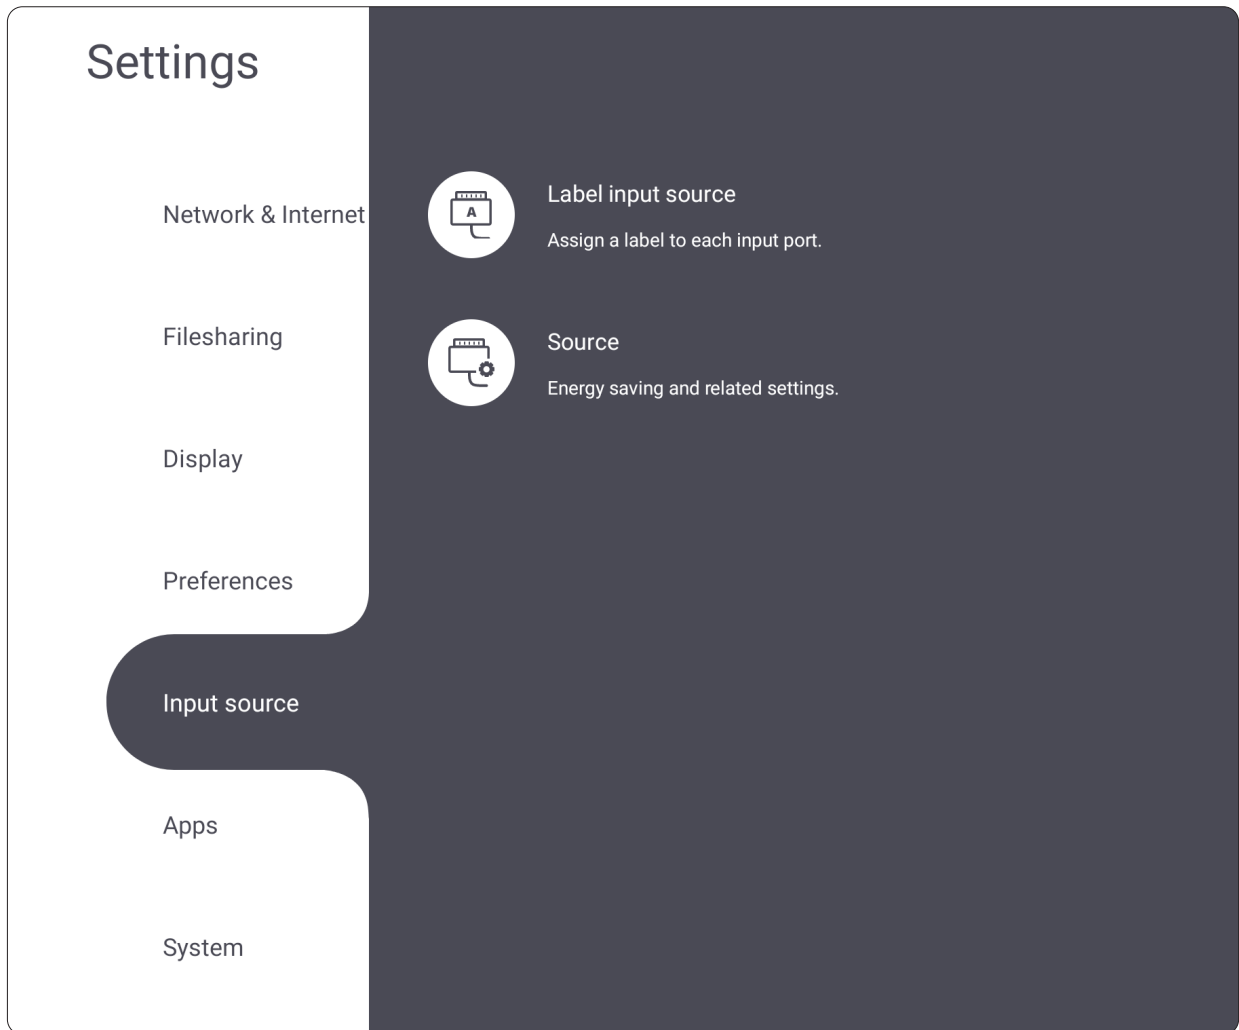 Settings
Network & Internet
Filesharing
Display
Preferences
Input source
Apps
System
A
Label input source
Assign a label to each input port.
Source
Energy saving and related settings.